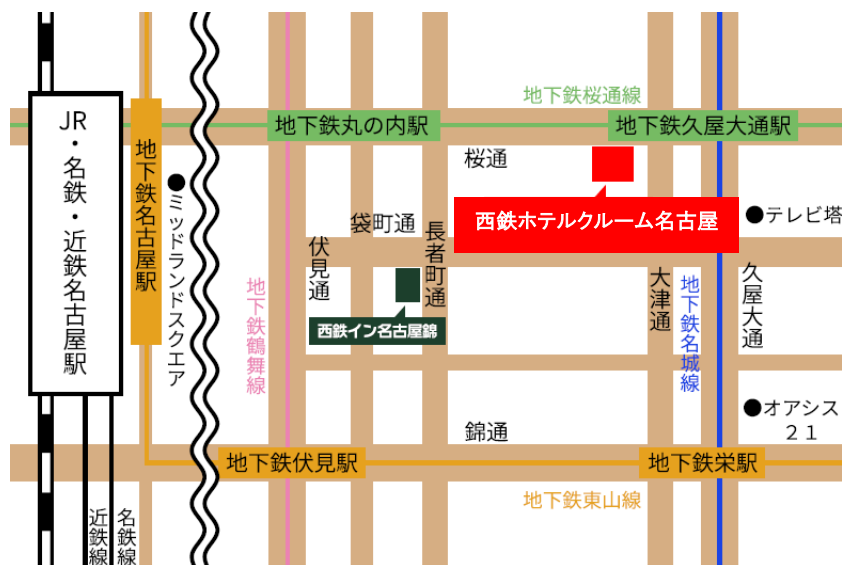 地下鉄桜通線
JR・名鉄・近鉄名古屋駅
地下鉄名古屋駅
地下鉄丸の内駅
地下鉄久屋大通駅
桜通
●ミッドランドスクエア
西鉄ホテルクルーム名古屋
●テレビ塔
袋町通
長者町通
伏見通
大津通
久屋大通
地下鉄鶴舞線
地下鉄名城線
西鉄イン名古屋錦
●オアシス
２１
錦通
地下鉄伏見駅
地下鉄栄駅
地下鉄東山線
近鉄線
名鉄線